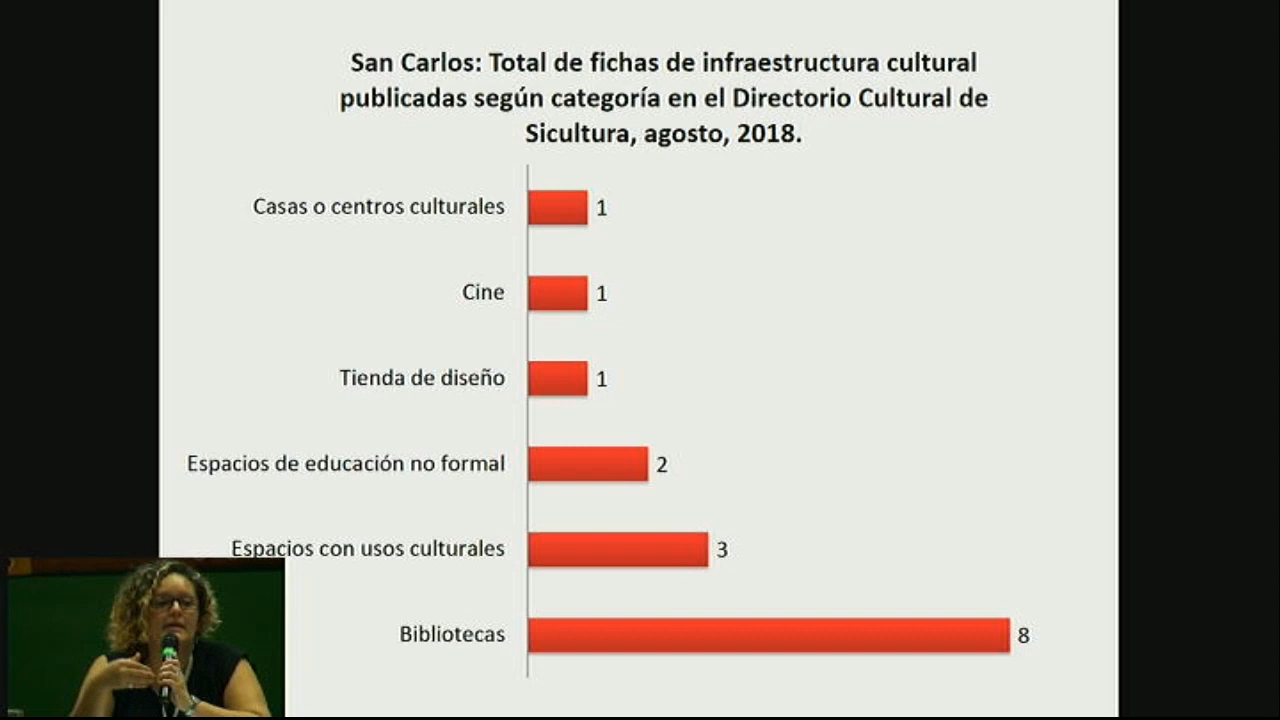 San Carlos: Total de fichas de infraestructura cultural
publicadas según categoría en el Directorio Cultural de
Sicultura, agosto, 2018.
Casas o centros culturales 1
Cine 1
Tienda de diseño 1
Espacios de educación no formal 2
Espacios con usos culturales 3
Bibliotecas 8